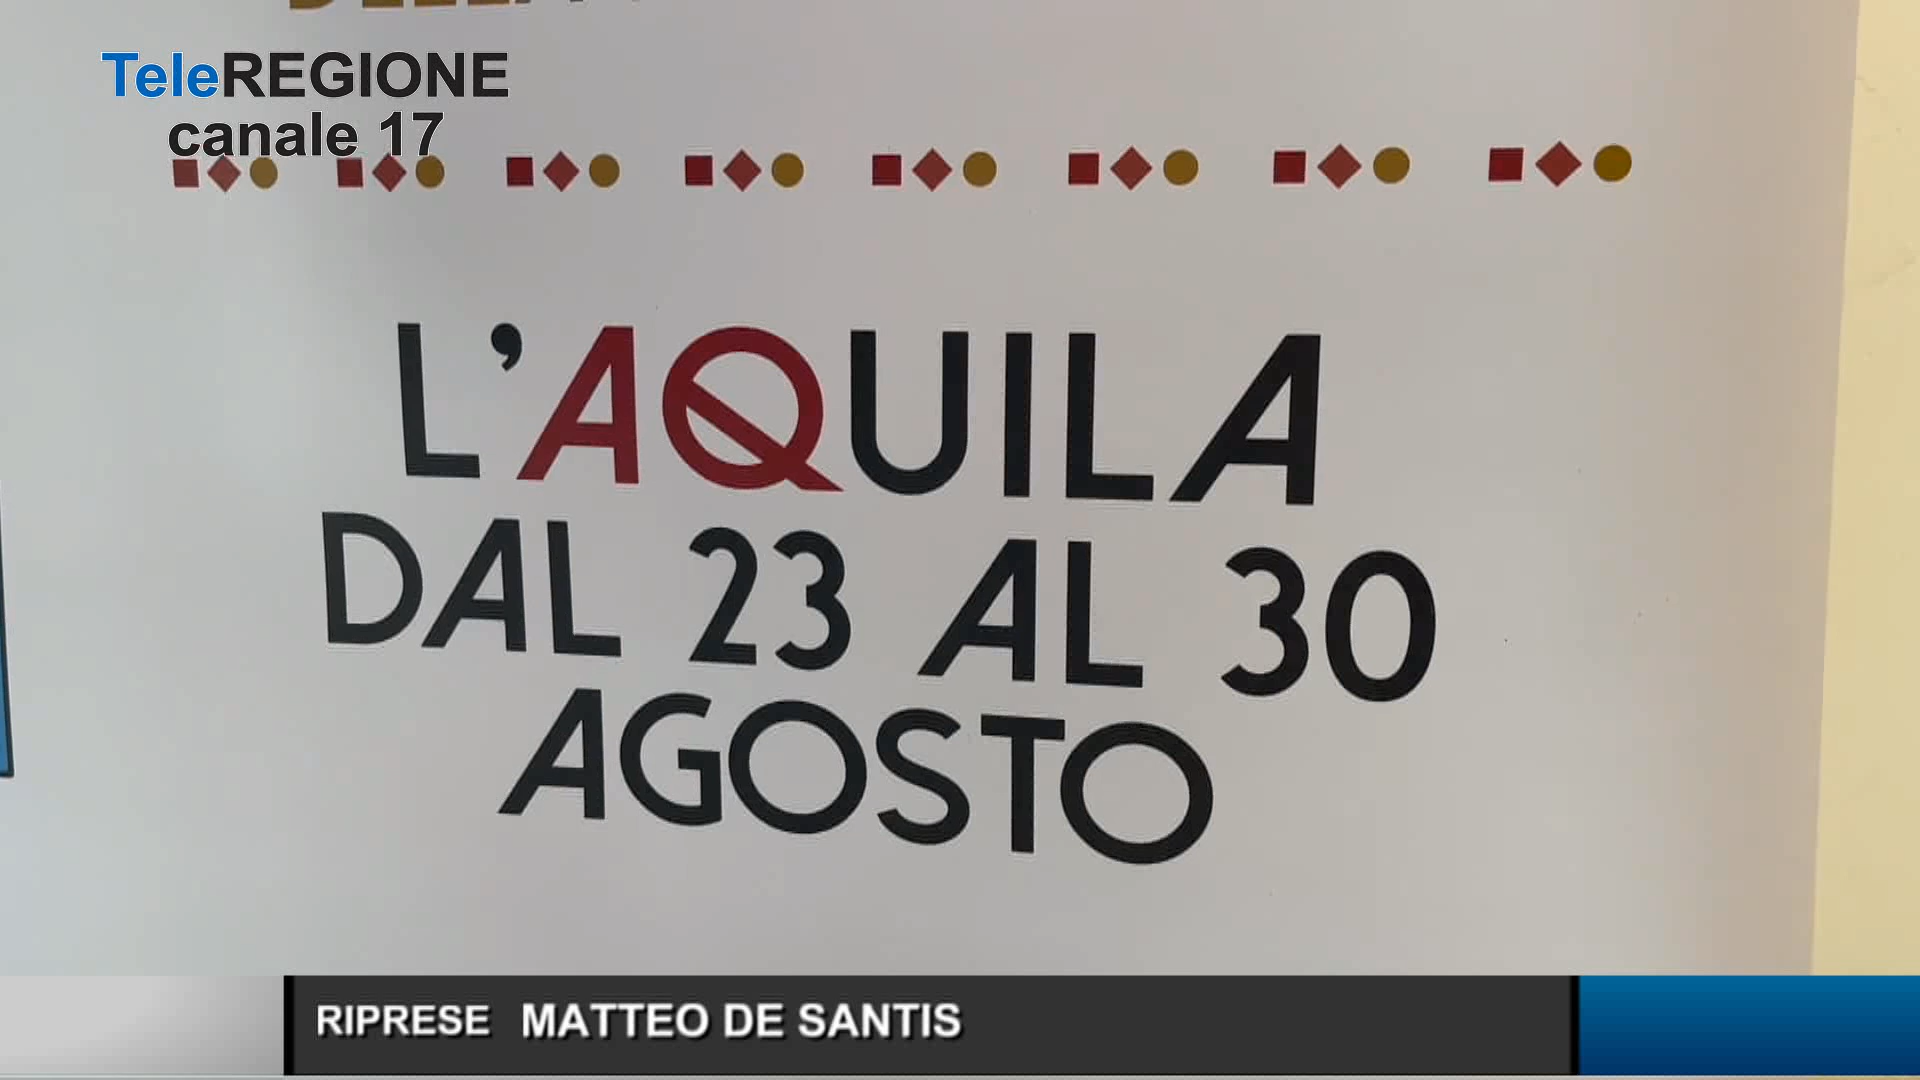 TeleREGIONE
canale 17
L'AQUILA
DAL 23 AL 30
AGOSTO
RIPRESE MATTEO DE SANTIS